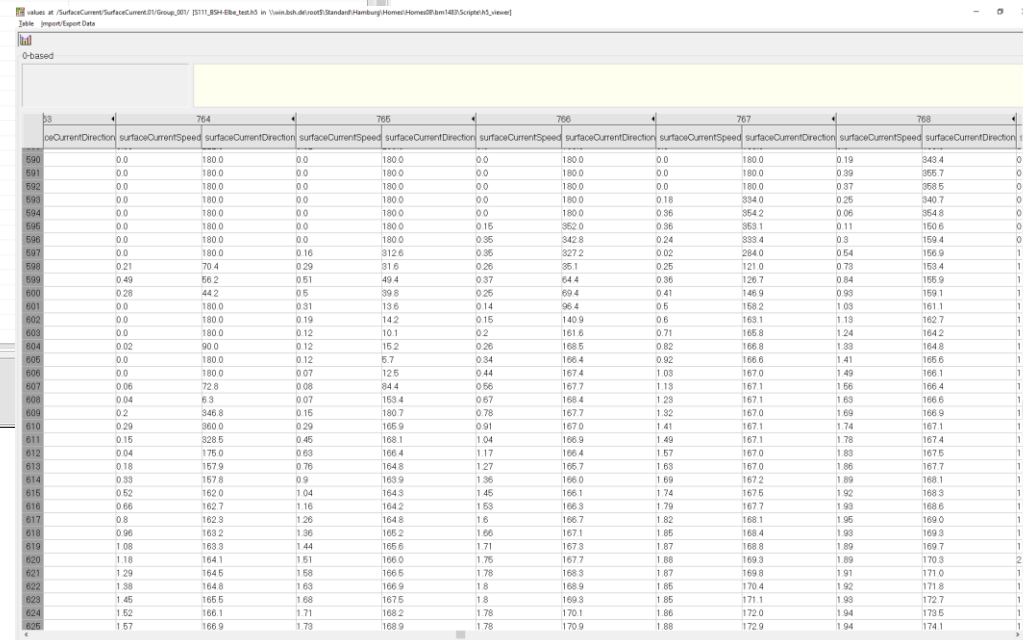 values at /SurfaceCurrent/SurfaceCurrent.01/Group_001/ [S111_BSH-Elbe_test.h5 in \\win.bsh.de\root$\Standard\Hamburg\Homes\Homes08\bm1483\Scripte\h5_viewer]
Table Import/Export Data
0-based
764 765 766 767 768
ceCurrentDirection surfaceCurrentSpeed surfaceCurrentDirection surfaceCurrentSpeed surfaceCurrentDirection surfaceCurrentSpeed surfaceCurrentDirection surfaceCurrentSpeed surfaceCurrentDirection surfaceCurrentSpeed surfaceCurrentDirection
590 0.0 180.0 0.0 180.0 0.0 180.0 0.0 180.0 0.19 343.4 0
591 0.0 180.0 0.0 180.0 0.0 180.0 0.0 180.0 0.39 355.7 0
592 0.0 180.0 0.0 180.0 0.0 180.0 0.0 180.0 0.37 358.5 0
593 0.0 180.0 0.0 180.0 0.0 180.0 0.18 334.0 0.25 340.7 0
594 0.0 180.0 0.0 180.0 0.0 180.0 0.36 354.2 0.06 354.8 0
595 0.0 180.0 0.0 180.0 0.15 352.0 0.36 353.1 0.11 150.6 0
596 0.0 180.0 0.0 180.0 0.35 342.8 0.24 333.4 0.3 159.4 0
597 0.0 180.0 0.16 312.6 0.35 327.2 0.02 284.0 0.54 156.9 1
598 0.21 70.4 0.29 31.6 0.26 35.1 0.25 121.0 0.73 153.4 1
599 0.49 56.2 0.51 49.4 0.37 64.4 0.36 126.7 0.84 155.9 1
600 0.28 44.2 0.5 39.8 0.25 69.4 0.41 146.9 0.93 159.1 1
601 0.0 180.0 0.31 13.6 0.14 96.4 0.5 158.2 1.03 161.1 1
602 0.0 180.0 0.19 14.2 0.15 140.9 0.6 163.1 1.13 162.7 1
603 0.0 180.0 0.12 10.1 0.2 161.6 0.71 165.8 1.24 164.2 1
604 0.02 90.0 0.12 15.2 0.26 168.5 0.82 166.8 1.33 164.8 1
605 0.0 180.0 0.12 5.7 0.34 166.4 0.92 166.6 1.41 165.6 1
606 0.0 180.0 0.07 12.5 0.44 167.4 1.03 167.0 1.49 166.1 1
607 0.06 72.8 0.08 84.4 0.56 167.7 1.13 167.1 1.56 166.4 1
608 0.04 6.3 0.07 153.4 0.67 168.4 1.23 167.1 1.63 166.6 1
609 0.2 346.8 0.15 180.7 0.78 167.7 1.32 167.0 1.69 166.9 1
610 0.29 360.0 0.29 165.9 0.91 167.0 1.41 167.1 1.74 167.1 1
611 0.15 328.5 0.45 168.1 1.04 166.9 1.49 167.1 1.78 167.4 1
612 0.04 175.0 0.63 166.4 1.17 166.4 1.57 167.0 1.83 167.5 1
613 0.18 157.9 0.76 164.8 1.27 165.7 1.63 167.0 1.86 167.7 1
614 0.33 157.8 0.9 163.9 1.36 166.0 1.69 167.2 1.89 168.1 1
615 0.52 162.0 1.04 164.3 1.45 166.1 1.74 167.5 1.92 168.3 1
616 0.66 162.7 1.16 164.2 1.53 166.3 1.79 167.7 1.93 168.6 1
617 0.8 162.3 1.26 164.8 1.6 166.7 1.82 168.1 1.95 169.0 1
618 0.96 163.2 1.36 165.2 1.66 167.1 1.85 168.4 1.93 169.3 1
619 1.08 163.3 1.44 165.6 1.71 167.3 1.87 168.8 1.89 169.7 1
620 1.18 164.1 1.51 166.0 1.75 167.7 1.88 169.3 1.89 170.3 2
621 1.29 164.5 1.58 166.5 1.78 168.3 1.87 169.8 1.91 171.0 1
622 1.38 164.8 1.63 166.9 1.8 168.9 1.85 170.4 1.92 171.8 1
623 1.45 165.5 1.68 167.5 1.8 169.3 1.85 171.1 1.93 172.7 1
624 1.52 166.1 1.71 168.2 1.78 170.1 1.86 172.0 1.94 173.5 1
625 1.57 166.9 1.73 168.9 1.78 170.9 1.88 172.9 1.94 174.1 1